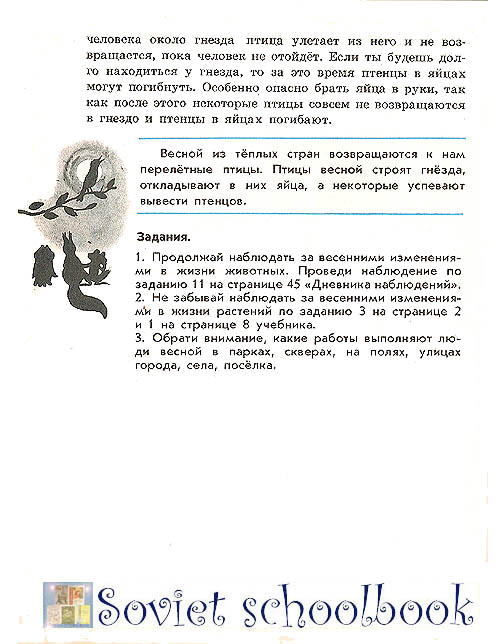 человека около гнезда птица улетает из него и не воз-
вращается, пока человек не отойдёт. Если ты будешь дол-
го находиться у гнезда, то за это время птенцы в яйцах
могут погибнуть. Особенно опасно брать яйца в руки, так
как после этого некоторые птицы совсем не возвращаются
в гнездо и птенцы в яйцах погибают.
Весной из тёплых стран возвращаются к нам
перелётные птицы. Птицы весной строят гнёзда,
откладывают в них яйца, а некоторые успевают
вывести птенцов.
Задания.
1. Продолжай наблюдать за весенними изменения-
ми в жизни животных. Проведи наблюдение по
заданию 11 на странице 45 «Дневника наблюдений».
2. Не забывай наблюдать за весенними изменения-
ми в жизни растений по заданию 3 на странице 2
и 1 на странице 8 учебника.
3. Обрати внимание, какие работы выполняют лю-
ди весной в парках, скверах, на полях, улицах
города, села, посёлка.
Soviet schoolbook